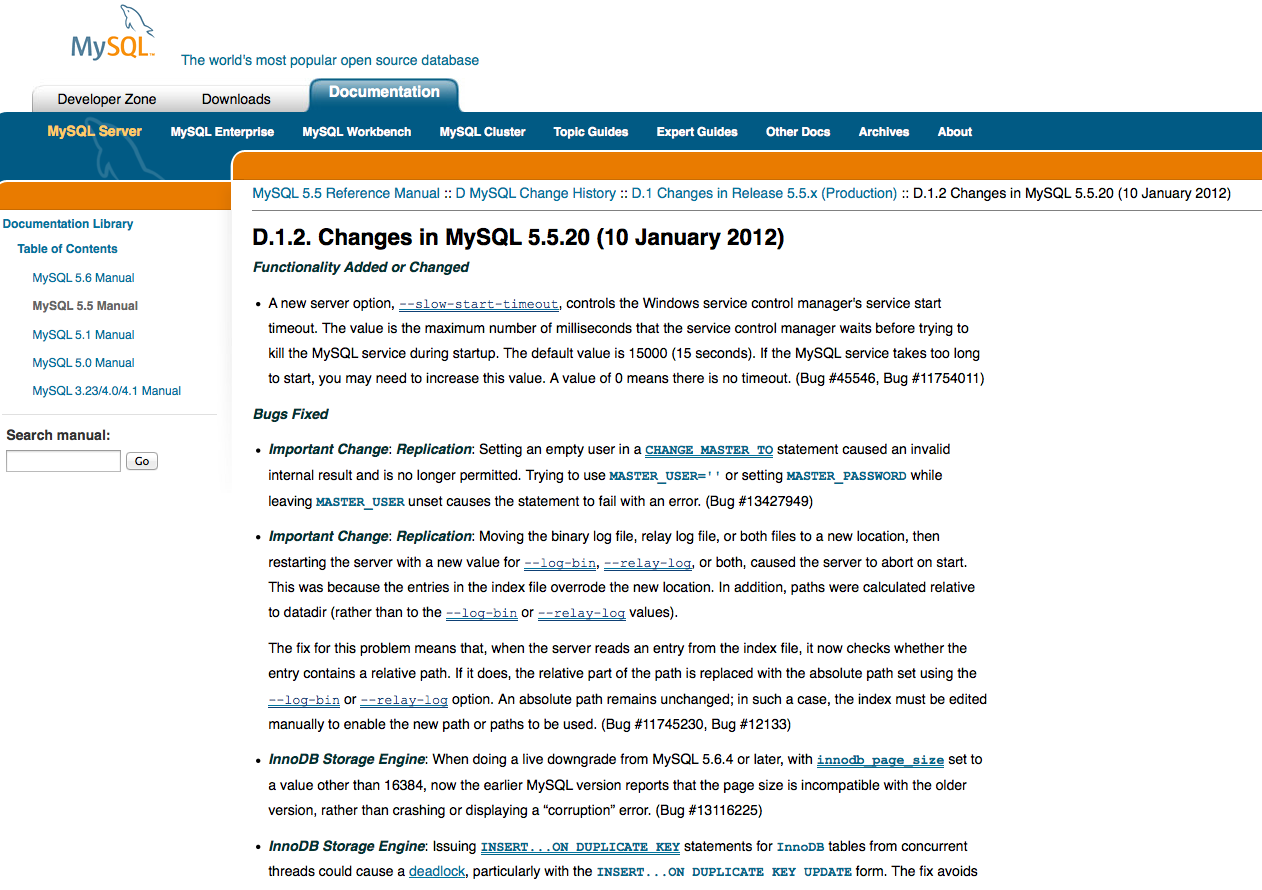 MySQL™
The world's most popular open source database
Developer Zone Downloads Documentation
MySQL Server MySQL Enterprise MySQL Workbench MySQL Cluster Topic Guides Expert Guides Other Docs Archives About
MySQL 5.5 Reference Manual :: D MySQL Change History :: D.1 Changes in Release 5.5.x (Production) :: D.1.2 Changes in MySQL 5.5.20 (10 January 2012)
Documentation Library
Table of Contents
MySQL 5.6 Manual
MySQL 5.5 Manual
MySQL 5.1 Manual
MySQL 5.0 Manual
MySQL 3.23/4.0/4.1 Manual
Search manual:
Go
D.1.2. Changes in MySQL 5.5.20 (10 January 2012)
Functionality Added or Changed
• A new server option, --slow-start-timeout, controls the Windows service control manager's service start
timeout. The value is the maximum number of milliseconds that the service control manager waits before trying to
kill the MySQL service during startup. The default value is 15000 (15 seconds). If the MySQL service takes too long
to start, you may need to increase this value. A value of 0 means there is no timeout. (Bug #45546, Bug #11754011)
Bugs Fixed
• Important Change: Replication: Setting an empty user in a CHANGE MASTER TO statement caused an invalid
internal result and is no longer permitted. Trying to use MASTER_USER='' or setting MASTER_PASSWORD while
leaving MASTER_USER unset causes the statement to fail with an error. (Bug #13427949)
• Important Change: Replication: Moving the binary log file, relay log file, or both files to a new location, then
restarting the server with a new value for --log-bin, --relay-log, or both, caused the server to abort on start.
This was because the entries in the index file overrode the new location. In addition, paths were calculated relative
to datadir (rather than to the --log-bin or --relay-log values).
The fix for this problem means that, when the server reads an entry from the index file, it now checks whether the
entry contains a relative path. If it does, the relative part of the path is replaced with the absolute path set using the
--log-bin or --relay-log option. An absolute path remains unchanged; in such a case, the index must be edited
manually to enable the new path or paths to be used. (Bug #11745230, Bug #12133)
• InnoDB Storage Engine: When doing a live downgrade from MySQL 5.6.4 or later, with innodb_page_size set to
a value other than 16384, now the earlier MySQL version reports that the page size is incompatible with the older
version, rather than crashing or displaying a “corruption” error. (Bug #13116225)
• InnoDB Storage Engine: Issuing INSERT...ON DUPLICATE KEY statements for InnoDB tables from concurrent
threads could cause a deadlock, particularly with the INSERT...ON DUPLICATE KEY UPDATE form. The fix avoids